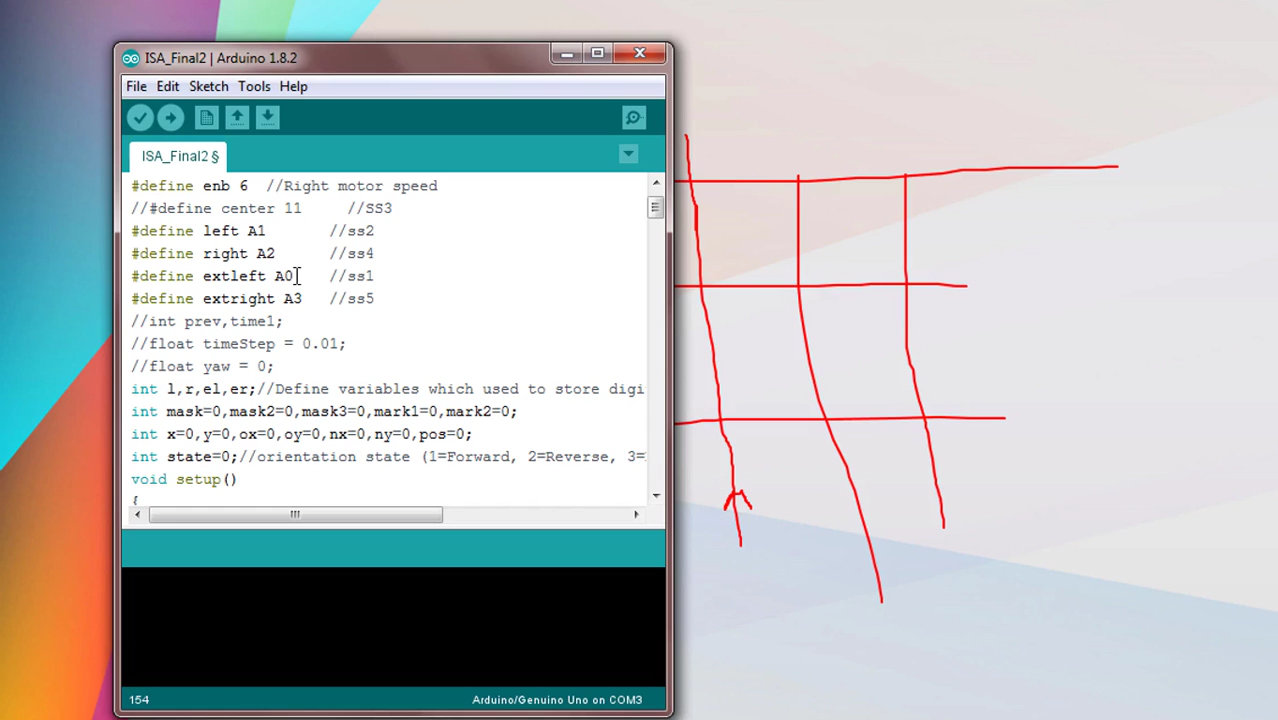 ISA_Final2 | Arduino 1.8.2
File Edit Sketch Tools Help
ISA_Final2 §
#define enb 6 //Right motor speed
//#define center 11 //SS3
#define left A1 //ss2
#define right A2 //ss4
#define extleft A0 //ss1
#define extright A3 //ss5
//int prev,time1;
//float timeStep = 0.01;
//float yaw = 0;
int l,r,el,er;//Define variables which used to store digi
int mask=0,mask2=0,mask3=0,mark1=0,mark2=0;
int x=0,y=0,ox=0,oy=0,nx=0,ny=0,pos=0;
int state=0;//orientation state (1=Forward, 2=Reverse, 3=
void setup()
{
154 Arduino/Genuino Uno on COM3